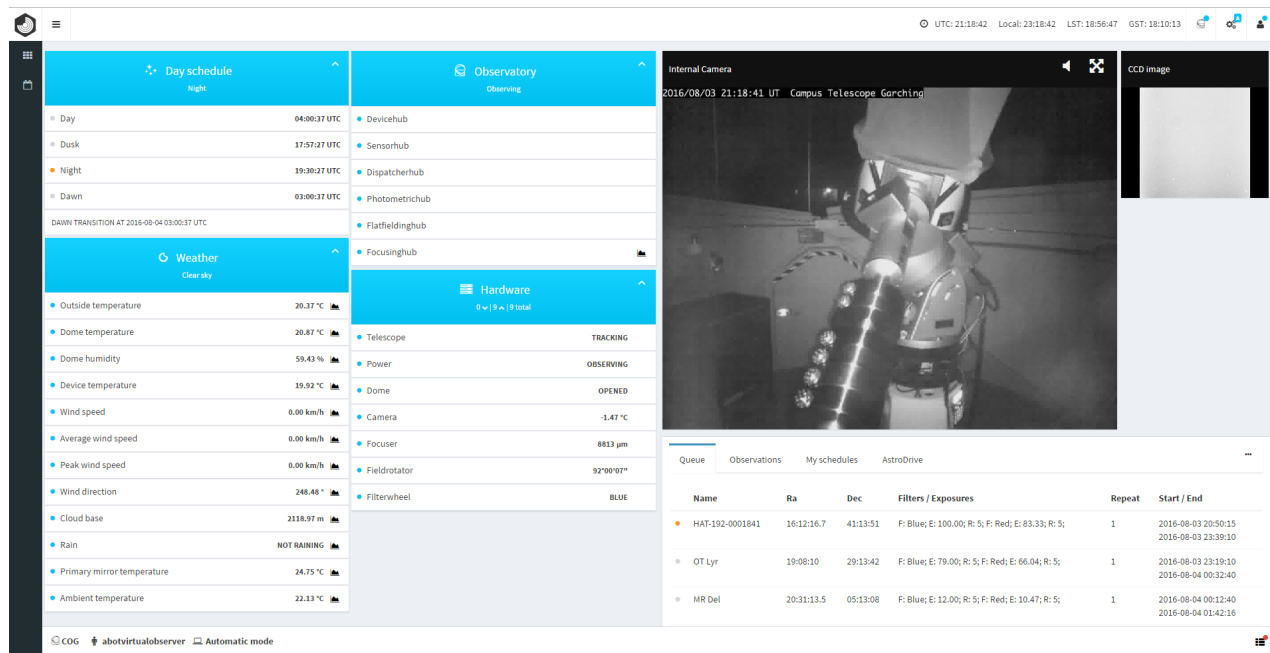 UTC: 21:18:42 Local: 23:18:42 LST: 18:56:47 GST: 18:10:13 A
Day schedule
Night
Day 04:00:37 UTC
Dusk 17:57:27 UTC
Night 19:30:27 UTC
Dawn 03:00:37 UTC
DAWN TRANSITION AT 2016-08-04 03:00:37 UTC
Weather
Clear sky
Outside temperature 20.37 °C
Dome temperature 20.87 °C
Dome humidity 59.43 %
Device temperature 19.92 °C
Wind speed 0.00 km/h
Average wind speed 0.00 km/h
Peak wind speed 0.00 km/h
Wind direction 248.48 °
Cloud base 2118.97 m
Rain NOT RAINING
Primary mirror temperature 24.75 °C
Ambient temperature 22.13 °C
Observatory
Observing
Devicehub
Sensorhub
Dispatcherhub
Photometrichub
Flatfieldinghub
Focusinghub
Hardware
0 | 9 | 9 total
Telescope TRACKING
Power OBSERVING
Dome OPENED
Camera -1.47 °C
Focuser 8813 μm
Fieldrotator 92°00'07"
Filterwheel BLUE
Internal Camera
2016/08/03 21:18:41 UT Campus Telescope Garching
CCD image
Queue Observations My schedules AstroDrive
Name Ra Dec Filters / Exposures Repeat Start / End
HAT-192-0001841 16:12:16.7 41:13:51 F: Blue; E: 100.00; R: 5; F: Red; E: 83.33; R: 5; 1 2016-08-03 20:50:15
2016-08-03 23:39:10
OT Lyr 19:08:10 29:13:42 F: Blue; E: 79.00; R: 5; F: Red; E: 66.04; R: 5; 1 2016-08-03 23:19:10
2016-08-04 00:32:40
MR Del 20:31:13.5 05:13:08 F: Blue; E: 12.00; R: 5; F: Red; E: 10.47; R: 5; 1 2016-08-04 00:12:40
2016-08-04 01:42:16
COG abotvirtualobserver Automatic mode